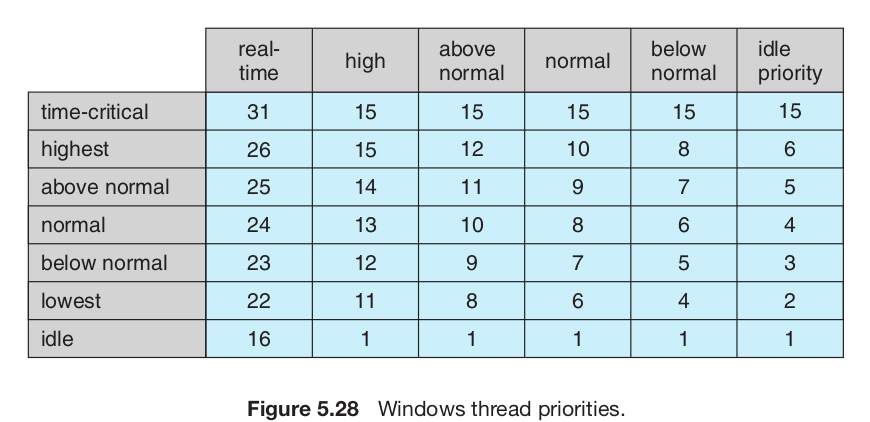 real-time high above normal normal below normal idle priority
time-critical 31 15 15 15 15 15
highest 26 15 12 10 8 6
above normal 25 14 11 9 7 5
normal 24 13 10 8 6 4
below normal 23 12 9 7 5 3
lowest 22 11 8 6 4 2
idle 16 1 1 1 1 1
Figure 5.28 Windows thread priorities.